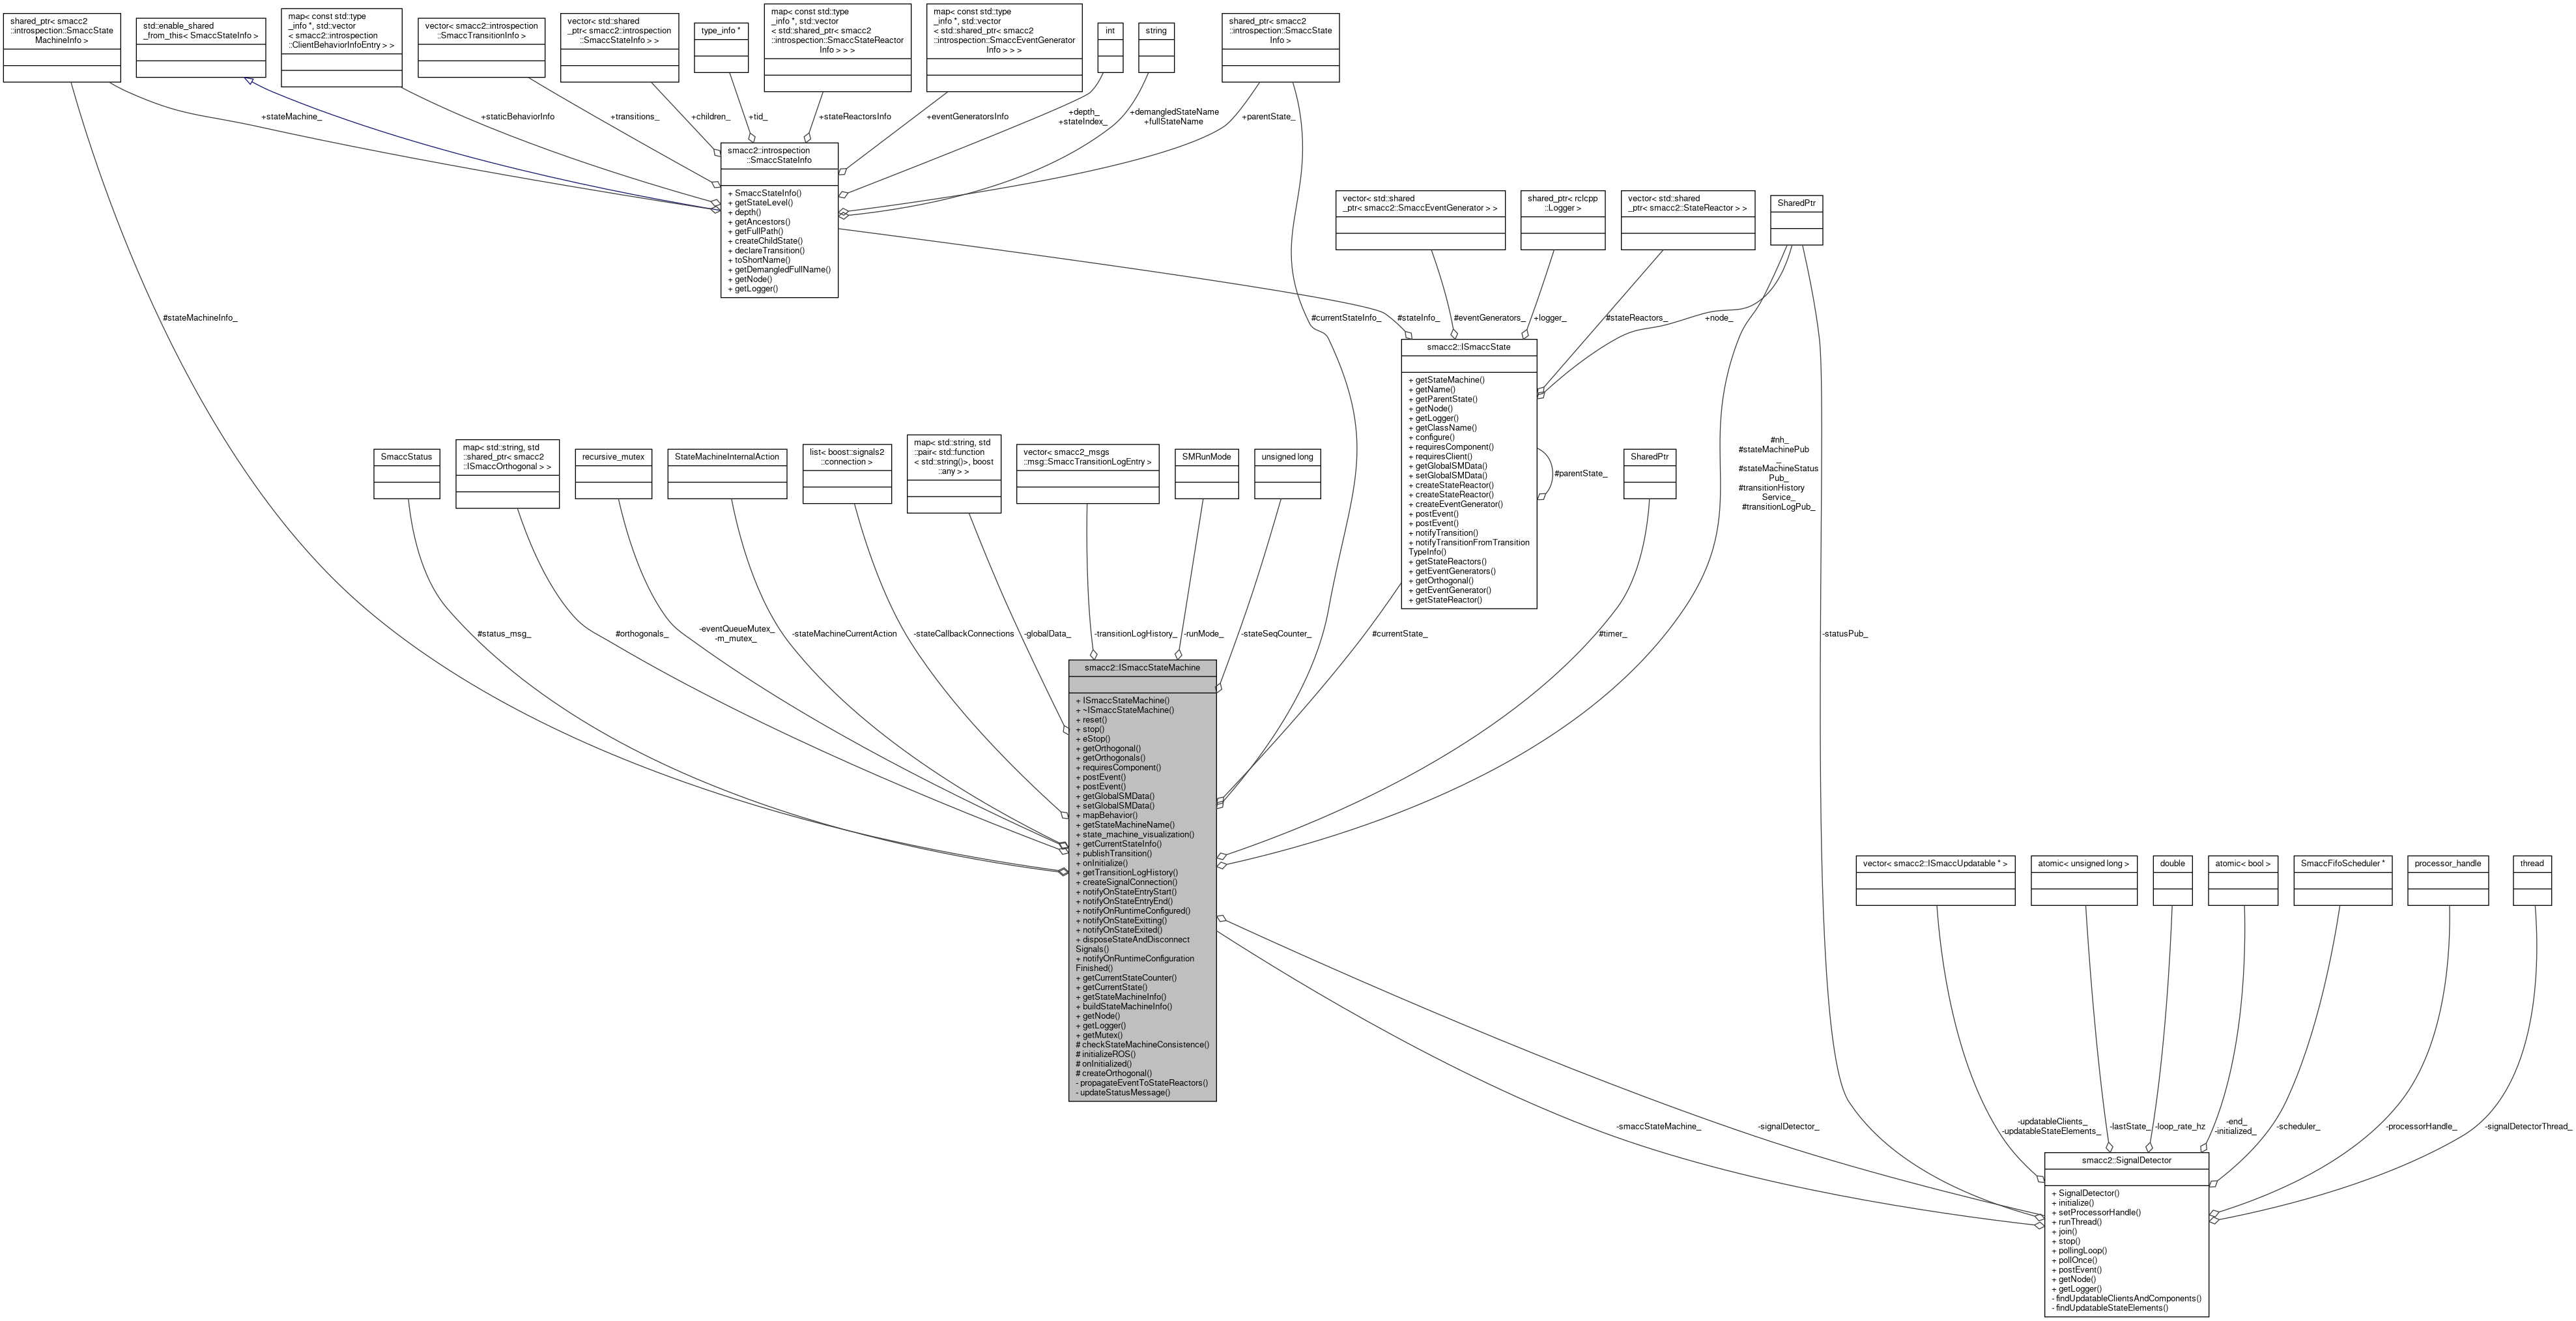 shared_ptr< smacc2
::introspection::SmaccState
MachineInfo >
std::enable_shared
_from_this< SmaccStateInfo >
map< const std::type
_info *, std::vector
< smacc2::introspection
::ClientBehaviorInfoEntry > >
vector< smacc2::introspection
::SmaccTransitionInfo >
vector< std::shared
_ptr< smacc2::introspection
::SmaccStateInfo > >
type_info *
map< const std::type
_info *, std::vector
< std::shared_ptr< smacc2
::introspection::SmaccStateReactor
Info > > >
map< const std::type
_info *, std::vector
< std::shared_ptr< smacc2
::introspection::SmaccEventGenerator
Info > > >
int
string
shared_ptr< smacc2
::introspection::SmaccState
Info >
+stateMachine_
+staticBehaviorInfo
+transitions_
+children_
+tid_
+stateReactorsInfo
+eventGeneratorsInfo
+depth_
+stateIndex_
+demangledStateName
+fullStateName
+parentState_
smacc2::introspection
::SmaccStateInfo
+ SmaccStateInfo()
+ getStateLevel()
+ depth()
+ getAncestors()
+ getFullPath()
+ createChildState()
+ declareTransition()
+ toShortName()
+ getDemangledFullName()
+ getNode()
+ getLogger()
vector< std::shared
_ptr< smacc2::SmaccEventGenerator > >
shared_ptr< rclcpp
::Logger >
vector< std::shared
_ptr< smacc2::StateReactor > >
SharedPtr
#stateMachineInfo_
#currentStateInfo_
#stateInfo_
#eventGenerators_
+logger_
#stateReactors_
+node_
smacc2::ISmaccState
+ getStateMachine()
+ getName()
+ getParentState()
+ getNode()
+ getLogger()
+ getClassName()
+ configure()
+ requiresComponent()
+ requiresClient()
+ getGlobalSMData()
+ setGlobalSMData()
+ createStateReactor()
+ createStateReactor()
+ createEventGenerator()
+ postEvent()
+ postEvent()
+ notifyTransition()
+ notifyTransitionFromTransition
TypeInfo()
+ getStateReactors()
+ getEventGenerators()
+ getOrthogonal()
+ getEventGenerator()
+ getStateReactor()
#parentState_
SharedPtr
#nh_
#stateMachinePub
_
#stateMachineStatus
Pub_
#transitionHistory
Service_
#transitionLogPub_
SmaccStatus
map< std::string, std
::shared_ptr< smacc2
::ISmaccOrthogonal > >
recursive_mutex
StateMachineInternalAction
list< boost::signals2
::connection >
map< std::string, std
::pair< std::function
< std::string()>, boost
::any > >
vector< smacc2_msgs
::msg::SmaccTransitionLogEntry >
SMRunMode
unsigned long
#status_msg_
#orthogonals_
-eventQueueMutex_
-m_mutex_
-stateMachineCurrentAction
-stateCallbackConnections
-globalData_
-transitionLogHistory_
-runMode_
-stateSeqCounter_
#currentState_
#timer_
-statusPub_
smacc2::ISmaccStateMachine
+ ISmaccStateMachine()
+ ~ISmaccStateMachine()
+ reset()
+ stop()
+ eStop()
+ getOrthogonal()
+ getOrthogonals()
+ requiresComponent()
+ postEvent()
+ postEvent()
+ getGlobalSMData()
+ setGlobalSMData()
+ mapBehavior()
+ getStateMachineName()
+ state_machine_visualization()
+ getCurrentStateInfo()
+ publishTransition()
+ onInitialize()
+ getTransitionLogHistory()
+ createSignalConnection()
+ notifyOnStateEntryStart()
+ notifyOnStateEntryEnd()
+ notifyOnRuntimeConfigured()
+ notifyOnStateExitting()
+ notifyOnStateExited()
+ disposeStateAndDisconnect
Signals()
+ notifyOnRuntimeConfiguration
Finished()
+ getCurrentStateCounter()
+ getCurrentState()
+ getStateMachineInfo()
+ buildStateMachineInfo()
+ getNode()
+ getLogger()
+ getMutex()
# checkStateMachineConsistence()
# initializeROS()
# onInitialized()
# createOrthogonal()
- propagateEventToStateReactors()
- updateStatusMessage()
vector< smacc2::ISmaccUpdatable * >
atomic< unsigned long >
double
atomic< bool >
SmaccFifoScheduler *
processor_handle
thread
-smaccStateMachine_
-signalDetector_
-updatableClients_
-updatableStateElements_
-lastState_
-loop_rate_hz
-end_
-initialized_
-scheduler_
-processorHandle_
-signalDetectorThread_
smacc2::SignalDetector
+ SignalDetector()
+ initialize()
+ setProcessorHandle()
+ runThread()
+ join()
+ stop()
+ pollingLoop()
+ pollOnce()
+ postEvent()
+ getNode()
+ getLogger()
- findUpdatableClientsAndComponents()
- findUpdatableStateElements()